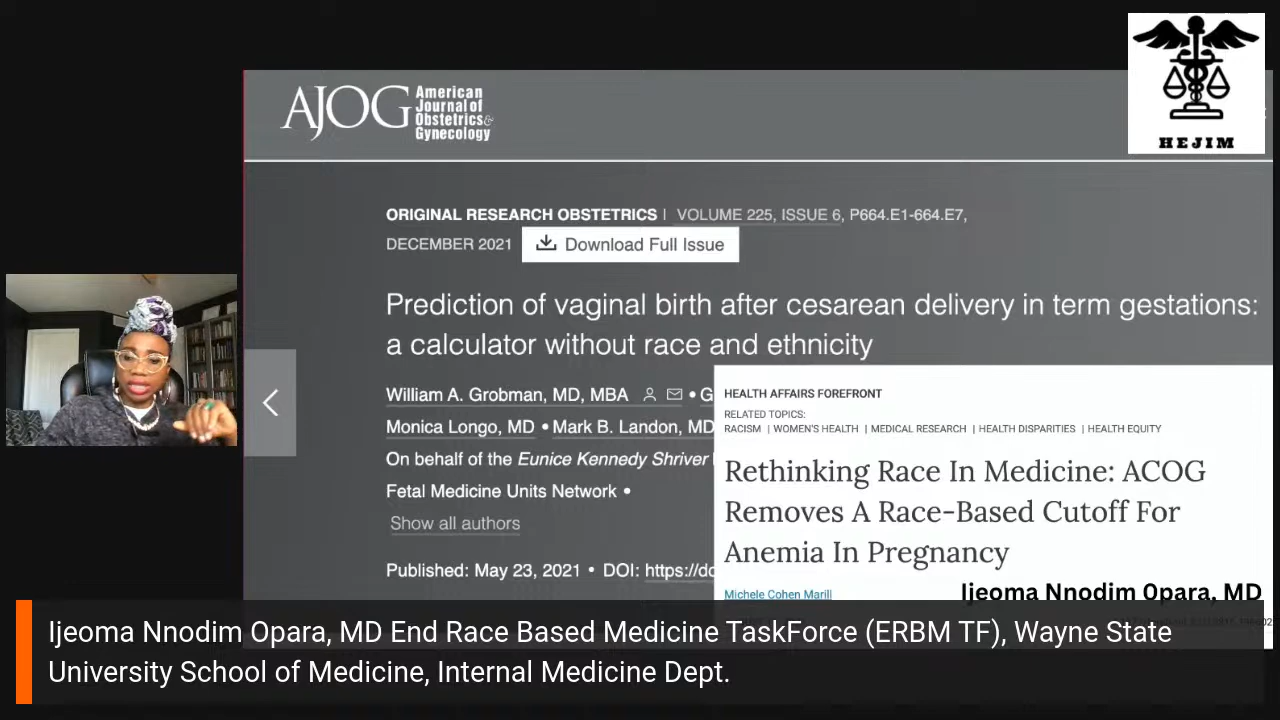 AJOG American
Journal of
Obstetrics&
Gynecology
HEJIM
ORIGINAL RESEARCH OBSTETRICS | VOLUME 225, ISSUE 6, P664.E1-664.E7,
DECEMBER 2021 Download Full Issue
Prediction of vaginal birth after cesarean delivery in term gestations:
a calculator without race and ethnicity
William A. Grobman, MD, MBA • G
Monica Longo, MD • Mark B. Landon, MD
On behalf of the Eunice Kennedy Shriver
Fetal Medicine Units Network •
Show all authors
Published: May 23, 2021 • DOI: https://do
HEALTH AFFAIRS FOREFRONT
RELATED TOPICS:
RACISM | WOMEN'S HEALTH | MEDICAL RESEARCH | HEALTH DISPARITIES | HEALTH EQUITY
Rethinking Race In Medicine: ACOG
Removes A Race-Based Cutoff For
Anemia In Pregnancy
Michele Cohen Marill
Ijeoma Nnodim Opara, MD
Ijeoma Nnodim Opara, MD End Race Based Medicine TaskForce (ERBM TF), Wayne State
University School of Medicine, Internal Medicine Dept.